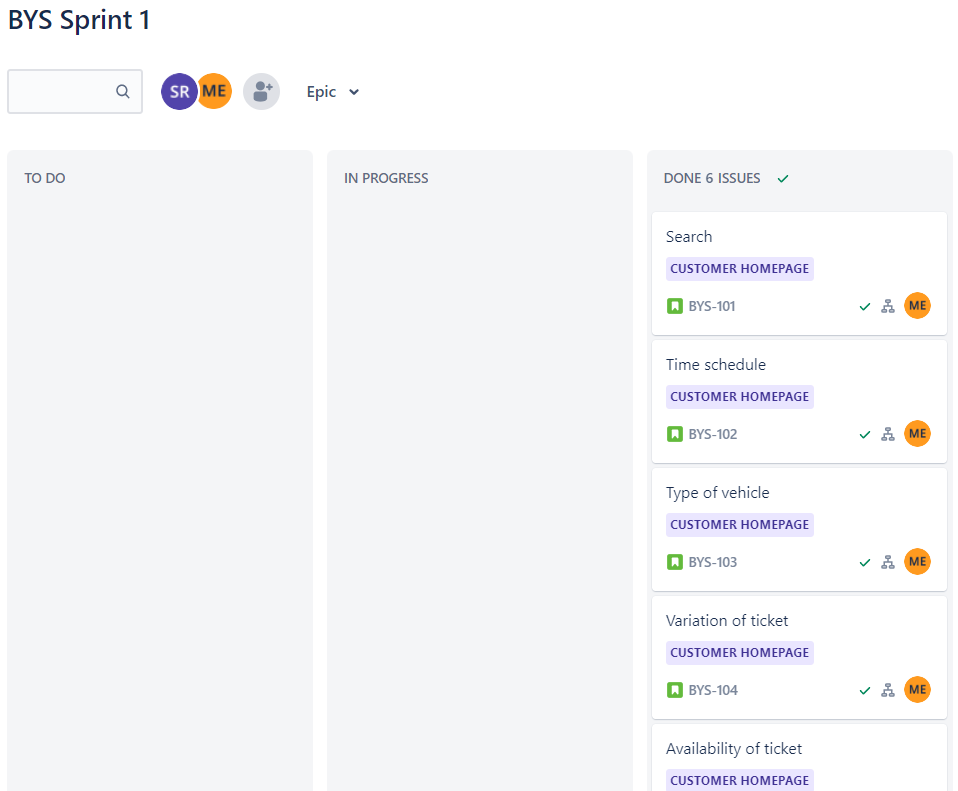 BYS Sprint 1
SR ME Epic
TO DO
IN PROGRESS
DONE 6 ISSUES
Search
CUSTOMER HOMEPAGE
BYS-101 ME
Time schedule
CUSTOMER HOMEPAGE
BYS-102 ME
Type of vehicle
CUSTOMER HOMEPAGE
BYS-103 ME
Variation of ticket
CUSTOMER HOMEPAGE
BYS-104 ME
Availability of ticket
CUSTOMER HOMEPAGE